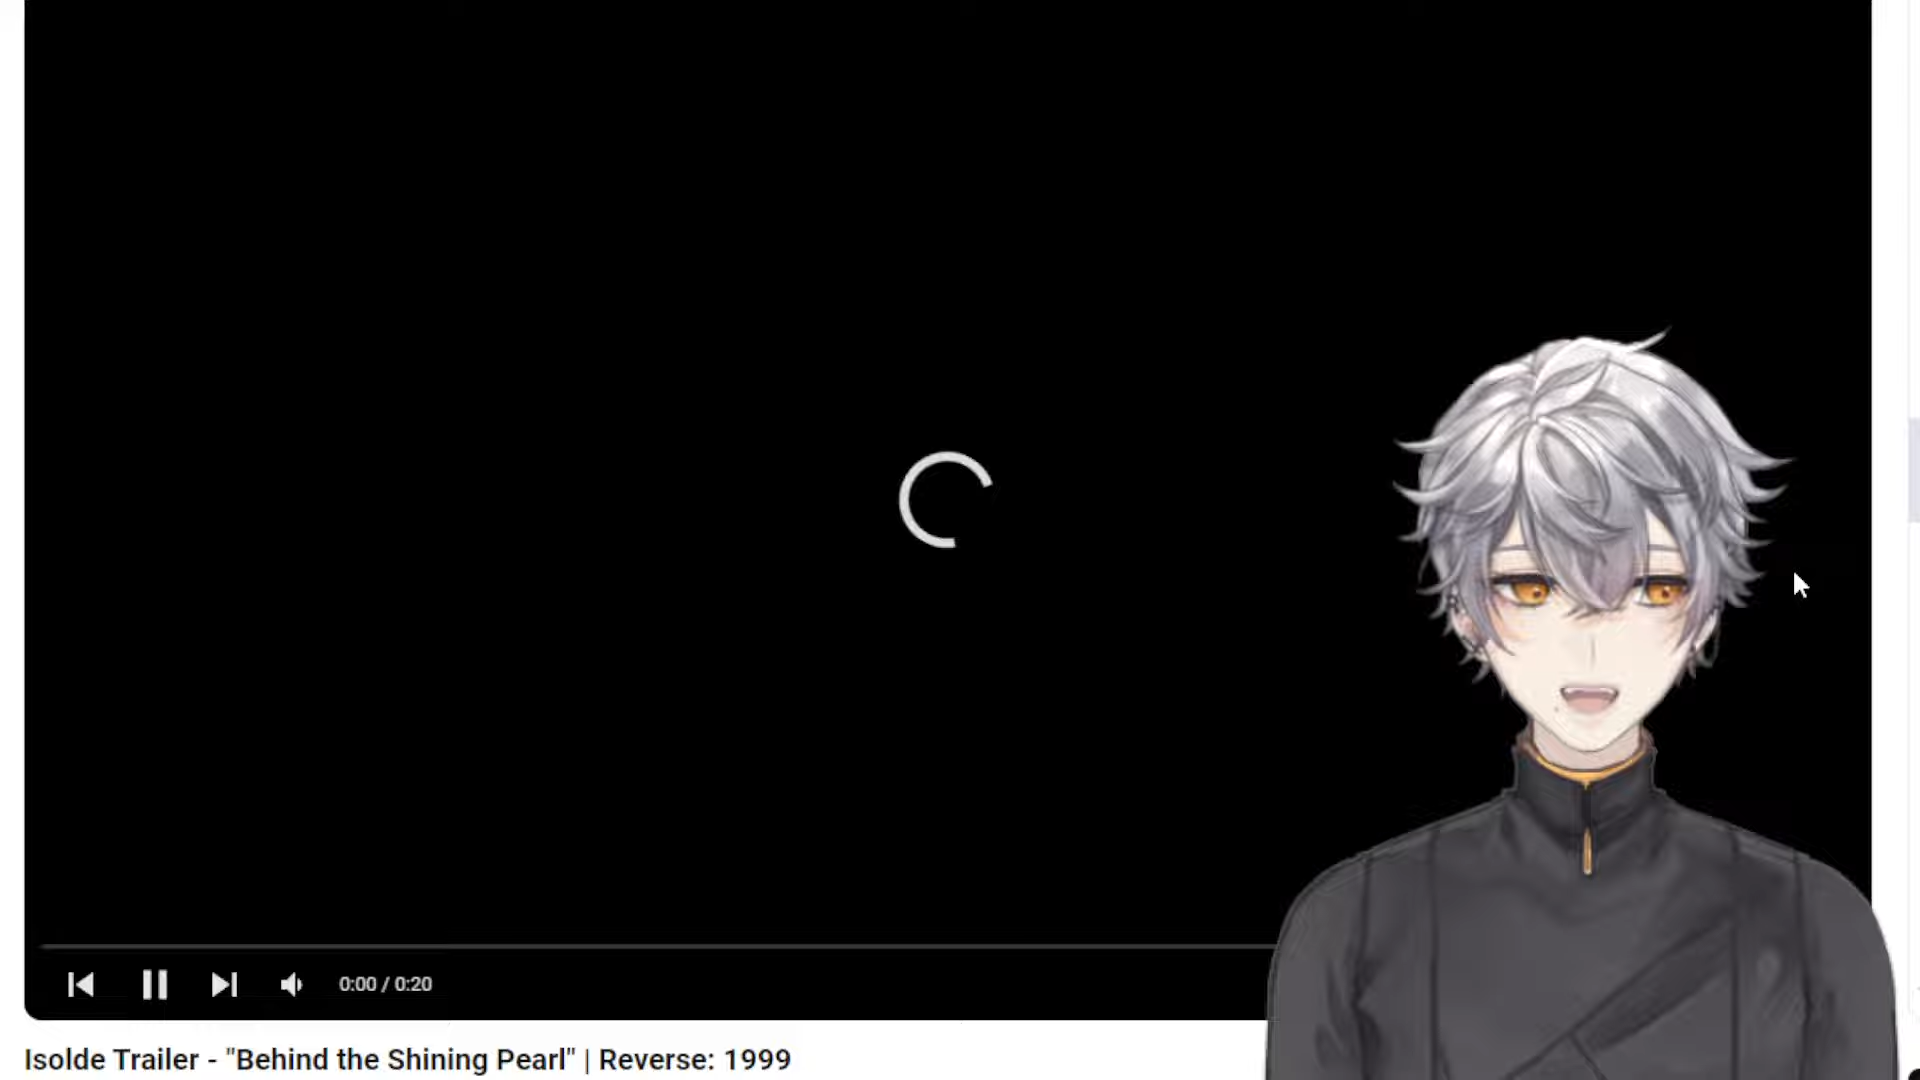 0:00 / 0:20
Isolde Trailer - "Behind the Shining Pearl" | Reverse: 1999